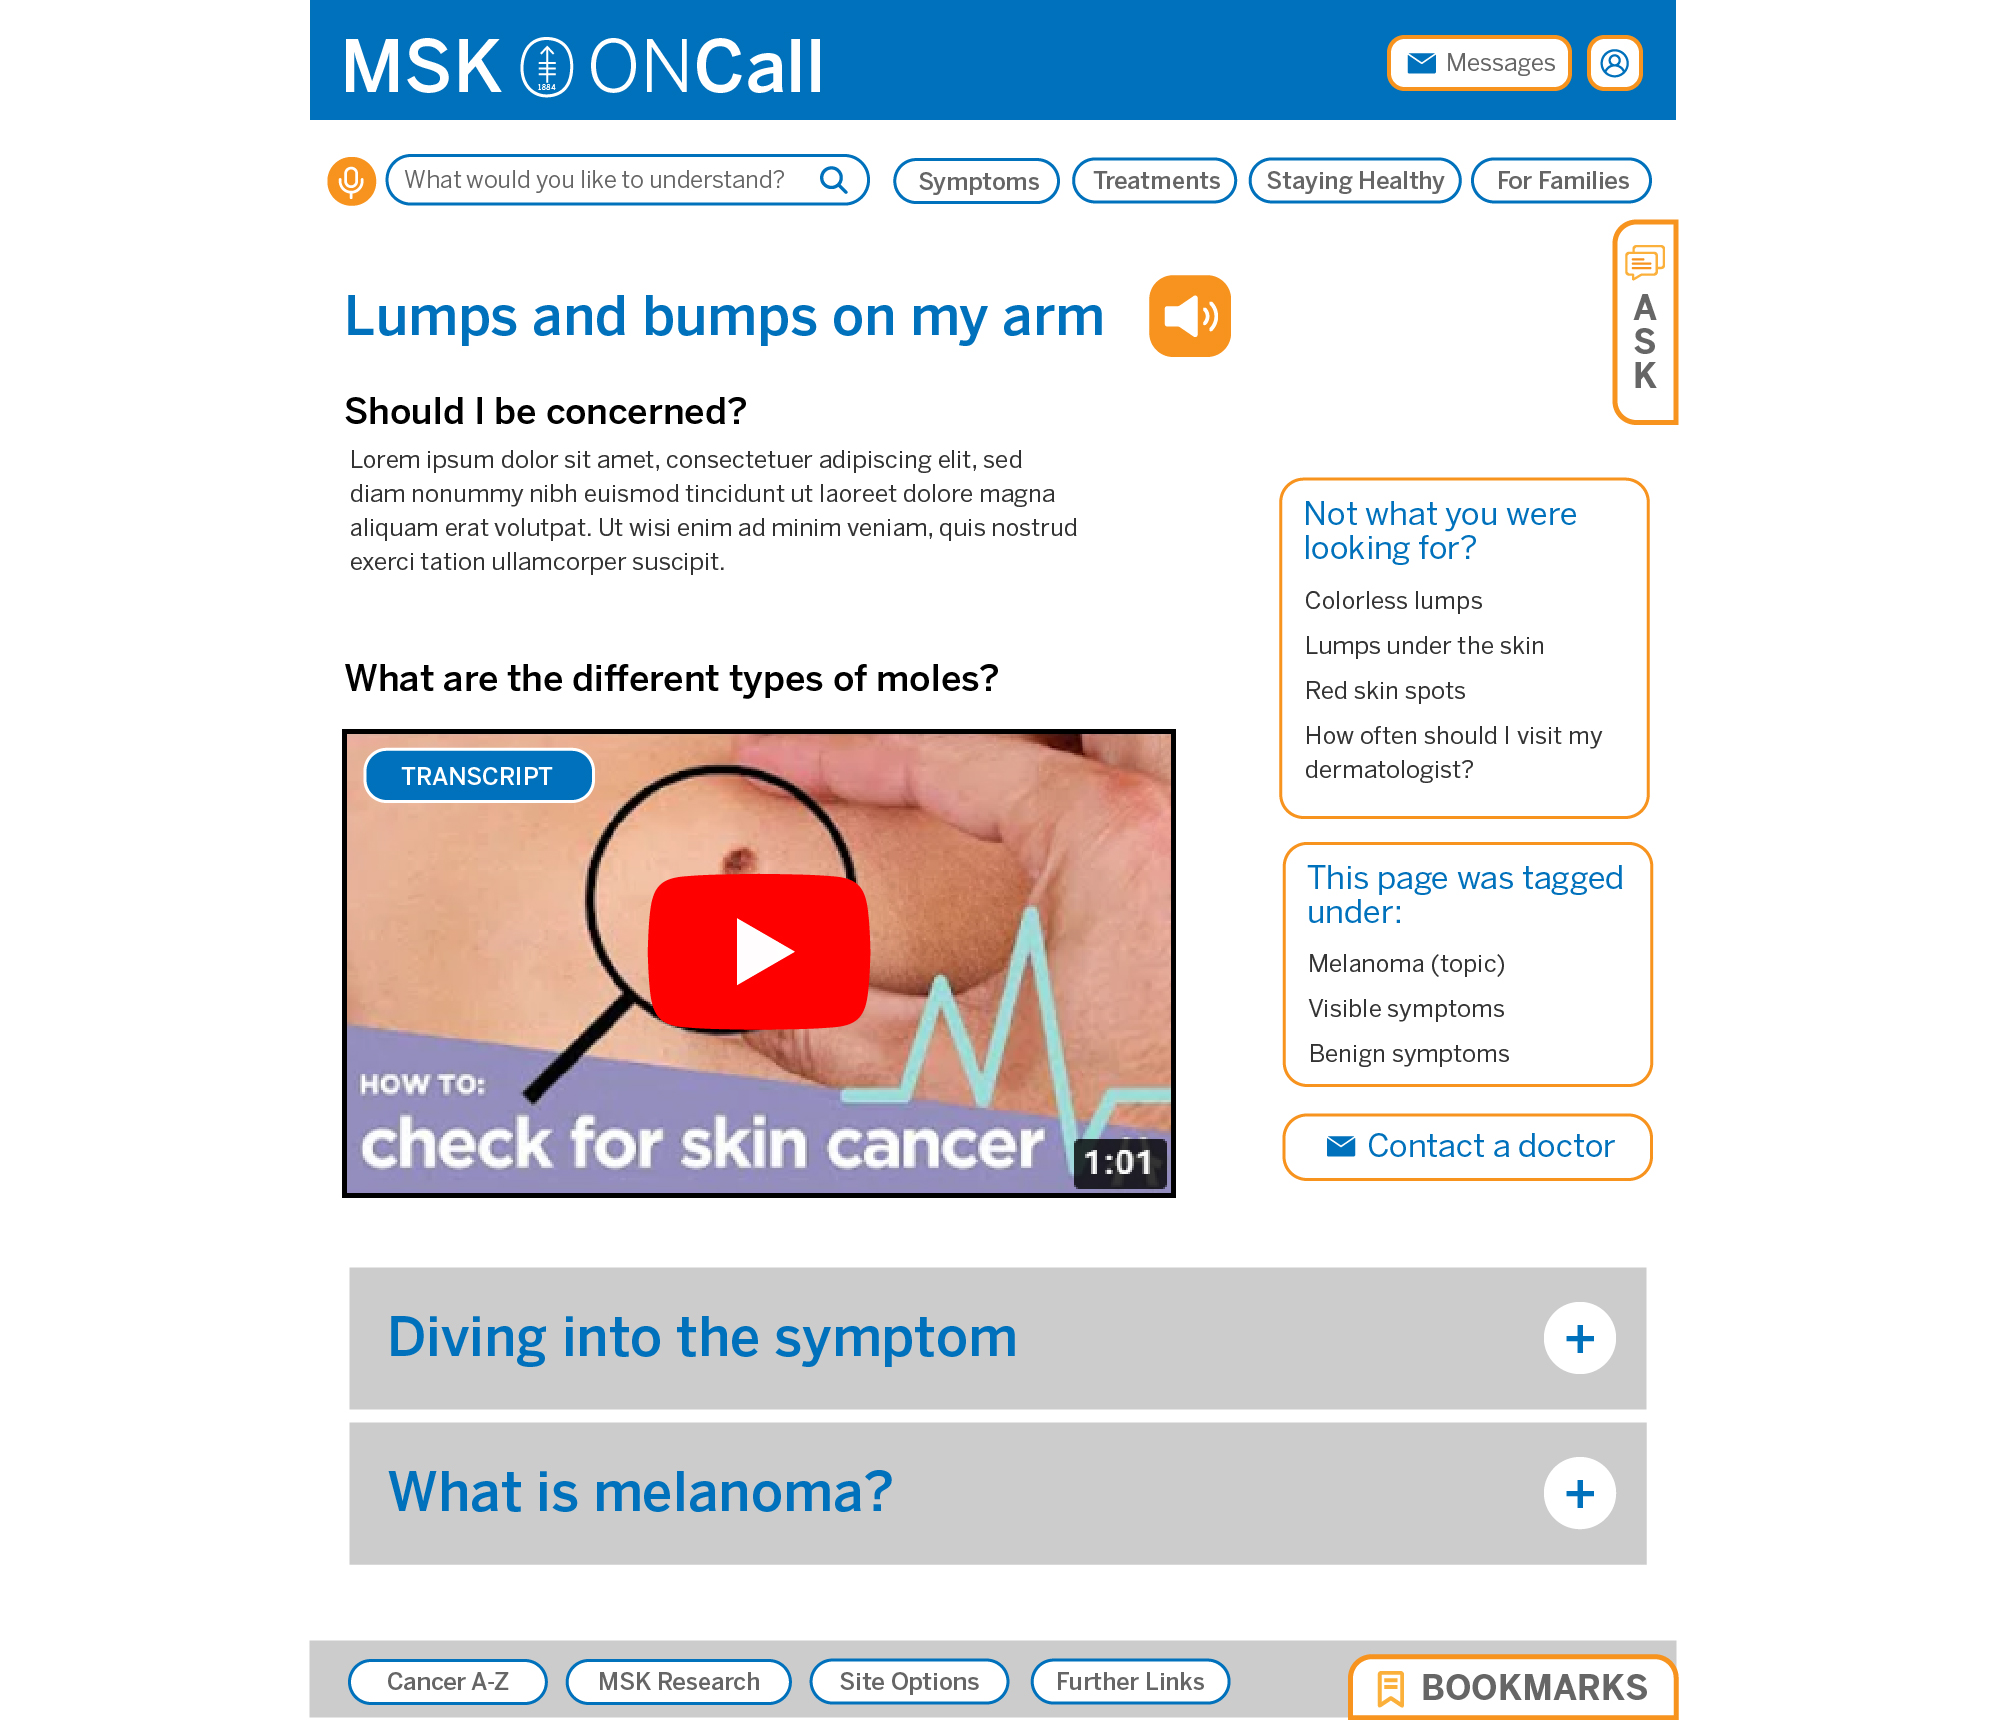 MSK 1884 ONCall
Messages
What would you like to understand?
Symptoms
Treatments
Staying Healthy
For Families
ASK
Lumps and bumps on my arm
Should I be concerned?
Lorem ipsum dolor sit amet, consectetuer adipiscing elit, sed
diam nonummy nibh euismod tincidunt ut laoreet dolore magna
aliquam erat volutpat. Ut wisi enim ad minim veniam, quis nostrud
exerci tation ullamcorper suscipit.
What are the different types of moles?
TRANSCRIPT
HOW TO:
check for skin cancer
1:01
Not what you were
looking for?
Colorless lumps
Lumps under the skin
Red skin spots
How often should I visit my
dermatologist?
This page was tagged
under:
Melanoma (topic)
Visible symptoms
Benign symptoms
Contact a doctor
Diving into the symptom
+
What is melanoma?
+
Cancer A-Z
MSK Research
Site Options
Further Links
BOOKMARKS